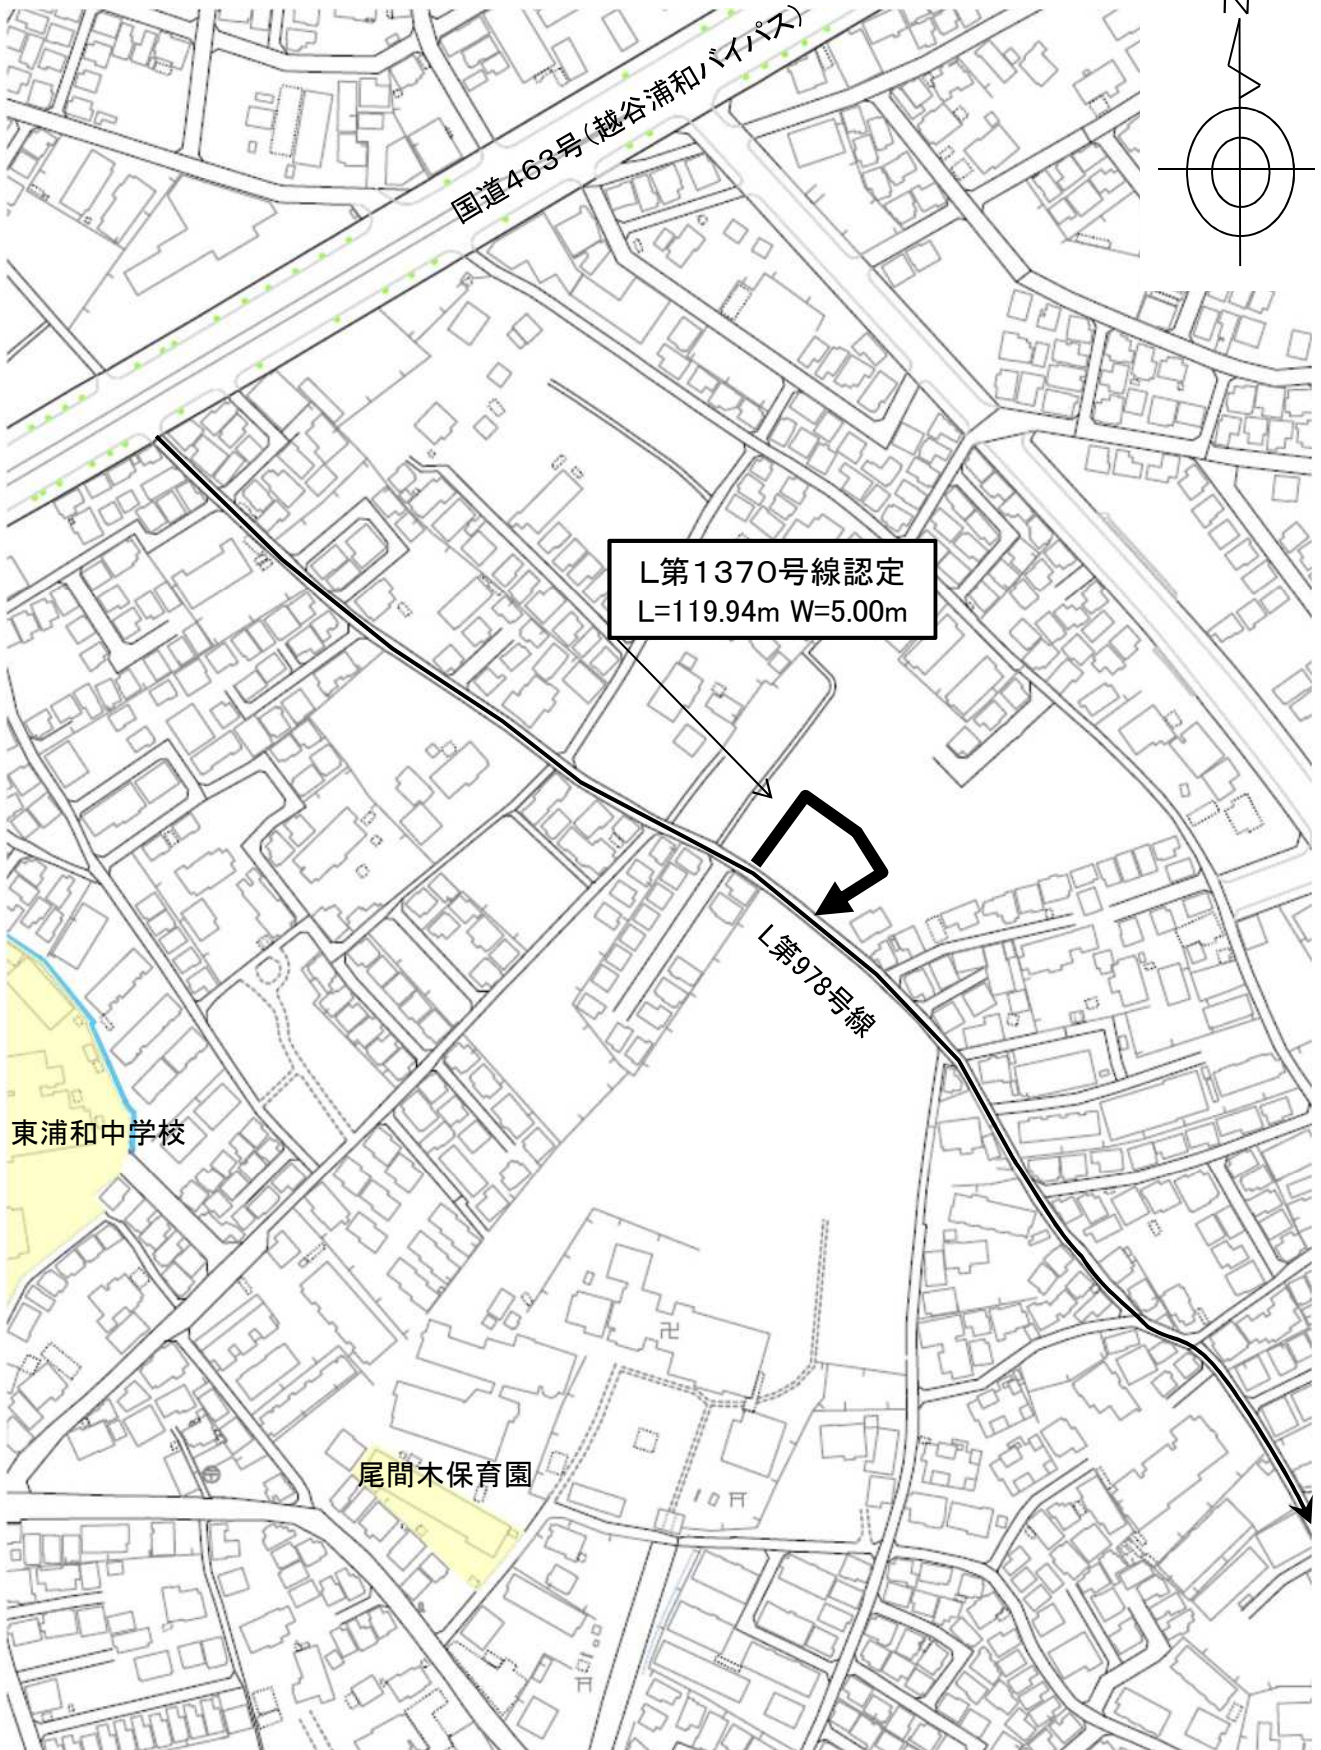 N
国道463号(越谷浦和バイパス)
L第1370号線認定
L=119.94m W=5.00m
L第978号線
東浦和中学校
尾間木保育園